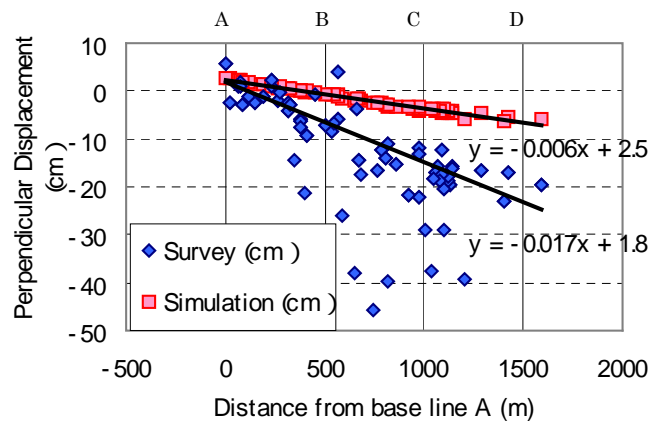 A B C D
Perpendicular Displacement (cm)
10
0
-10
-20
-30
-40
-50
y = -0.006x + 2.5
y = -0.017x + 1.8
Survey (cm)
Simulation (cm)
-500 0 500 1000 1500 2000
Distance from base line A (m)